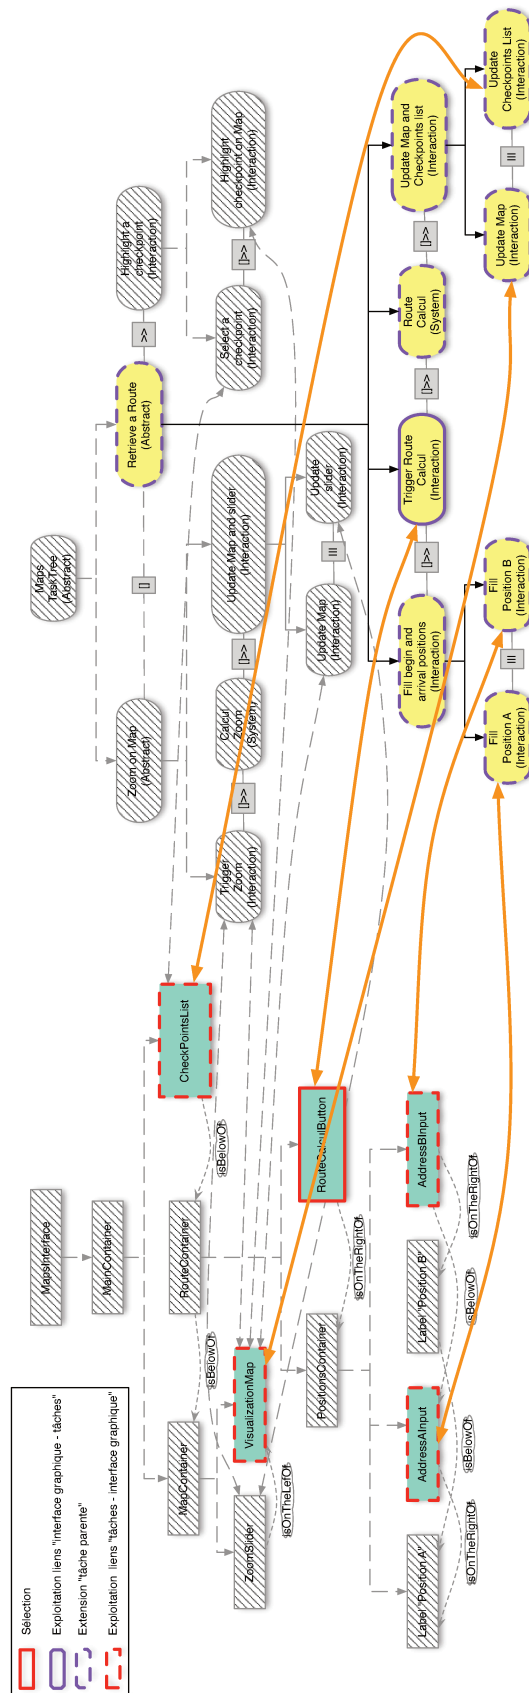 Sélection
Exploitation liens "interface graphique - tâches"
Extension "tâche parente"
Exploitation liens "tâches - interface graphique"
MapsInterface
MainContainer
MapContainer
RouteContainer
CheckPointsList
isBelowOf
isBelowOf
ZoomSlider
VisualizationMap
isOnTheLefOf
PositionsContainer
RouteCalculButton
isOnTheRightOf
Label "Position A"
AddressAInput
Label "Position B"
AddressBInput
isOnTheRightOf
isBelowOf
isBelowOf
isOnTheRightOf
Maps
TaskTree
(Abstract)
Zoom on Map
(Abstract)
[]
Retrieve a Route
(Abstract)
>>
Highlight a
checkpoint
(Interaction)
Trigger
Zoom
(Interaction)
[]>>
Calcul
Zoom
(System)
[]>>
Update Map and slider
(Interaction)
Select a
checkpoint
(Interaction)
[]>>
Highlight
checkpoint on Map
(Interaction)
Update Map
(Interaction)
III
Update
slider
(Interaction)
Fill begin and
arrival positions
(Interaction)
[]>>
Trigger Route
Calcul
(Interaction)
[]>>
Route
Calcul
(System)
[]>>
Update Map and
Checkpoints list
(Interaction)
Fill
Position A
(Interaction)
III
Fill
Position B
(Interaction)
Update Map
(Interaction)
III
Update
Checkpoints List
(Interaction)